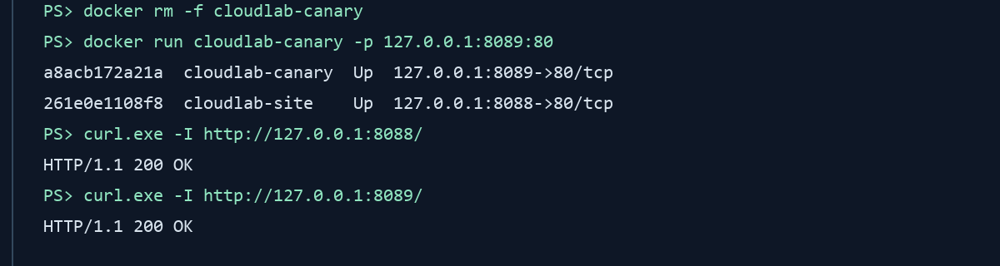 PS> docker rm -f cloudlab-canary
PS> docker run cloudlab-canary -p 127.0.0.1:8089:80
a8acb172a21a  cloudlab-canary  Up  127.0.0.1:8089->80/tcp
261e0e1108f8  cloudlab-site    Up  127.0.0.1:8088->80/tcp
PS> curl.exe -I http://127.0.0.1:8088/
HTTP/1.1 200 OK
PS> curl.exe -I http://127.0.0.1:8089/
HTTP/1.1 200 OK